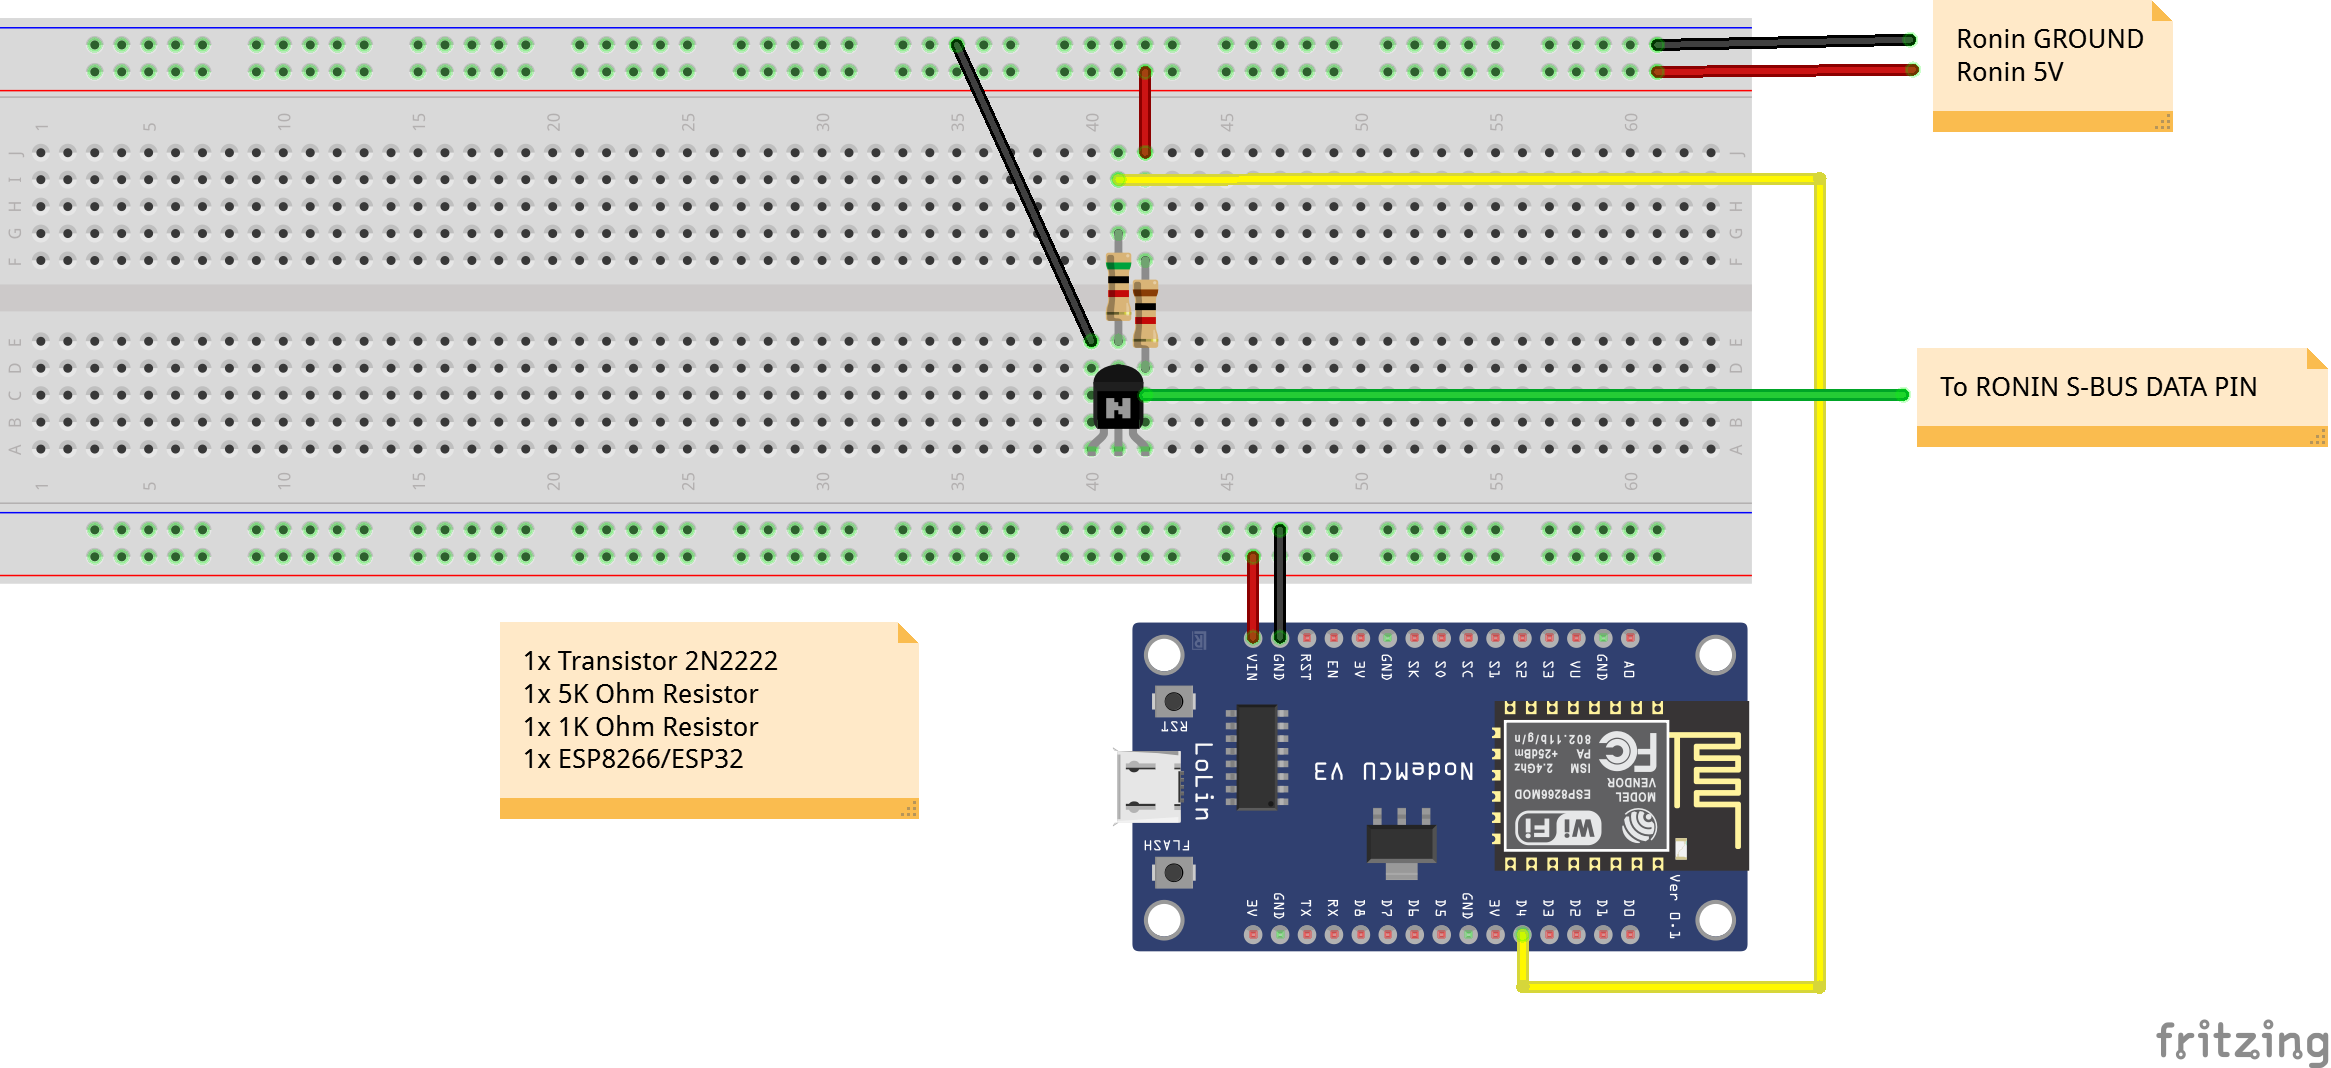 Ronin GROUND
Ronin 5V
1 5 10 15 20 25 30 35 40 45 50 55 60
J J
I I
H H
G G
F F
E E
D D
C C
B B
A A
1 5 10 15 20 25 30 35 40 45 50 55 60
N
To RONIN S-BUS DATA PIN
1x Transistor 2N2222
1x 5K Ohm Resistor
1x 1K Ohm Resistor
1x ESP8266/ESP32
VIN GND RST EN 3V GND SK SO SC S1 S2 S3 VU GND AO
RST
LoLin
NodeMCU V3
FLASH
802.11b/g/n
PA +25dBm
ISM 2.4Ghz
FC
VENDOR
MODEL
ESP8266MOD
WiFi
Ver 0.1
3V GND TX RX D8 D7 D6 D5 GND 3V D4 D3 D2 D1 D0
fritzing